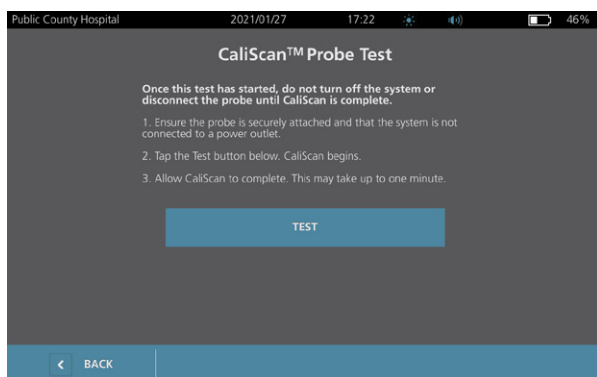 Public County Hospital 2021/01/27 17:22 46%
CaliScan™ Probe Test
Once this test has started, do not turn off the system or
disconnect the probe until CaliScan is complete.
1. Ensure the probe is securely attached and that the system is not
connected to a power outlet.
2. Tap the Test button below. CaliScan begins.
3. Allow CaliScan to complete. This may take up to one minute.
TEST
BACK